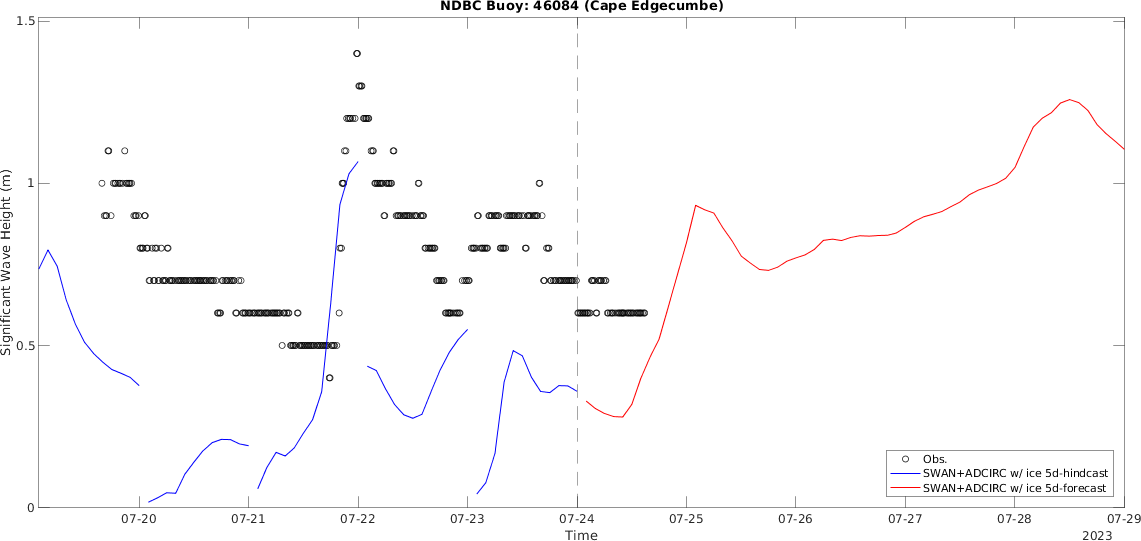 NDBC Buoy: 46084 (Cape Edgecumbe)
1.5
1
0.5
0
Significant Wave Height (m)
Obs.
SWAN+ADCIRC w/ ice 5d-hindcast
SWAN+ADCIRC w/ ice 5d-forecast
07-20 07-21 07-22 07-23 07-24 07-25 07-26 07-27 07-28 07-29
Time
2023